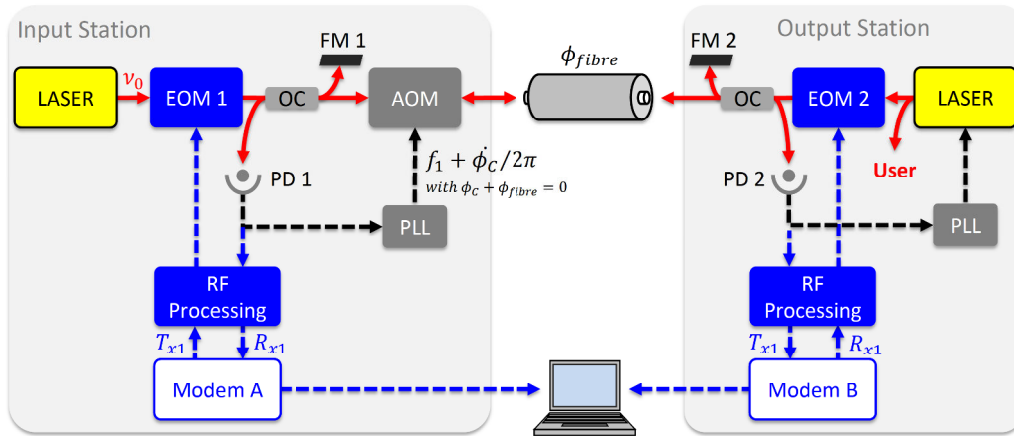 Input Station
Output Station
FM 1
FM 2
ϕ_fibre
ν₀
LASER
EOM 1
OC
AOM
OC
EOM 2
LASER
f₁ + ϕ̇_C/2π
with ϕ_C + ϕ_fibre = 0
User
PD 1
PD 2
PLL
PLL
RF
Processing
RF
Processing
T_x1
R_x1
T_x1
R_x1
Modem A
Modem B